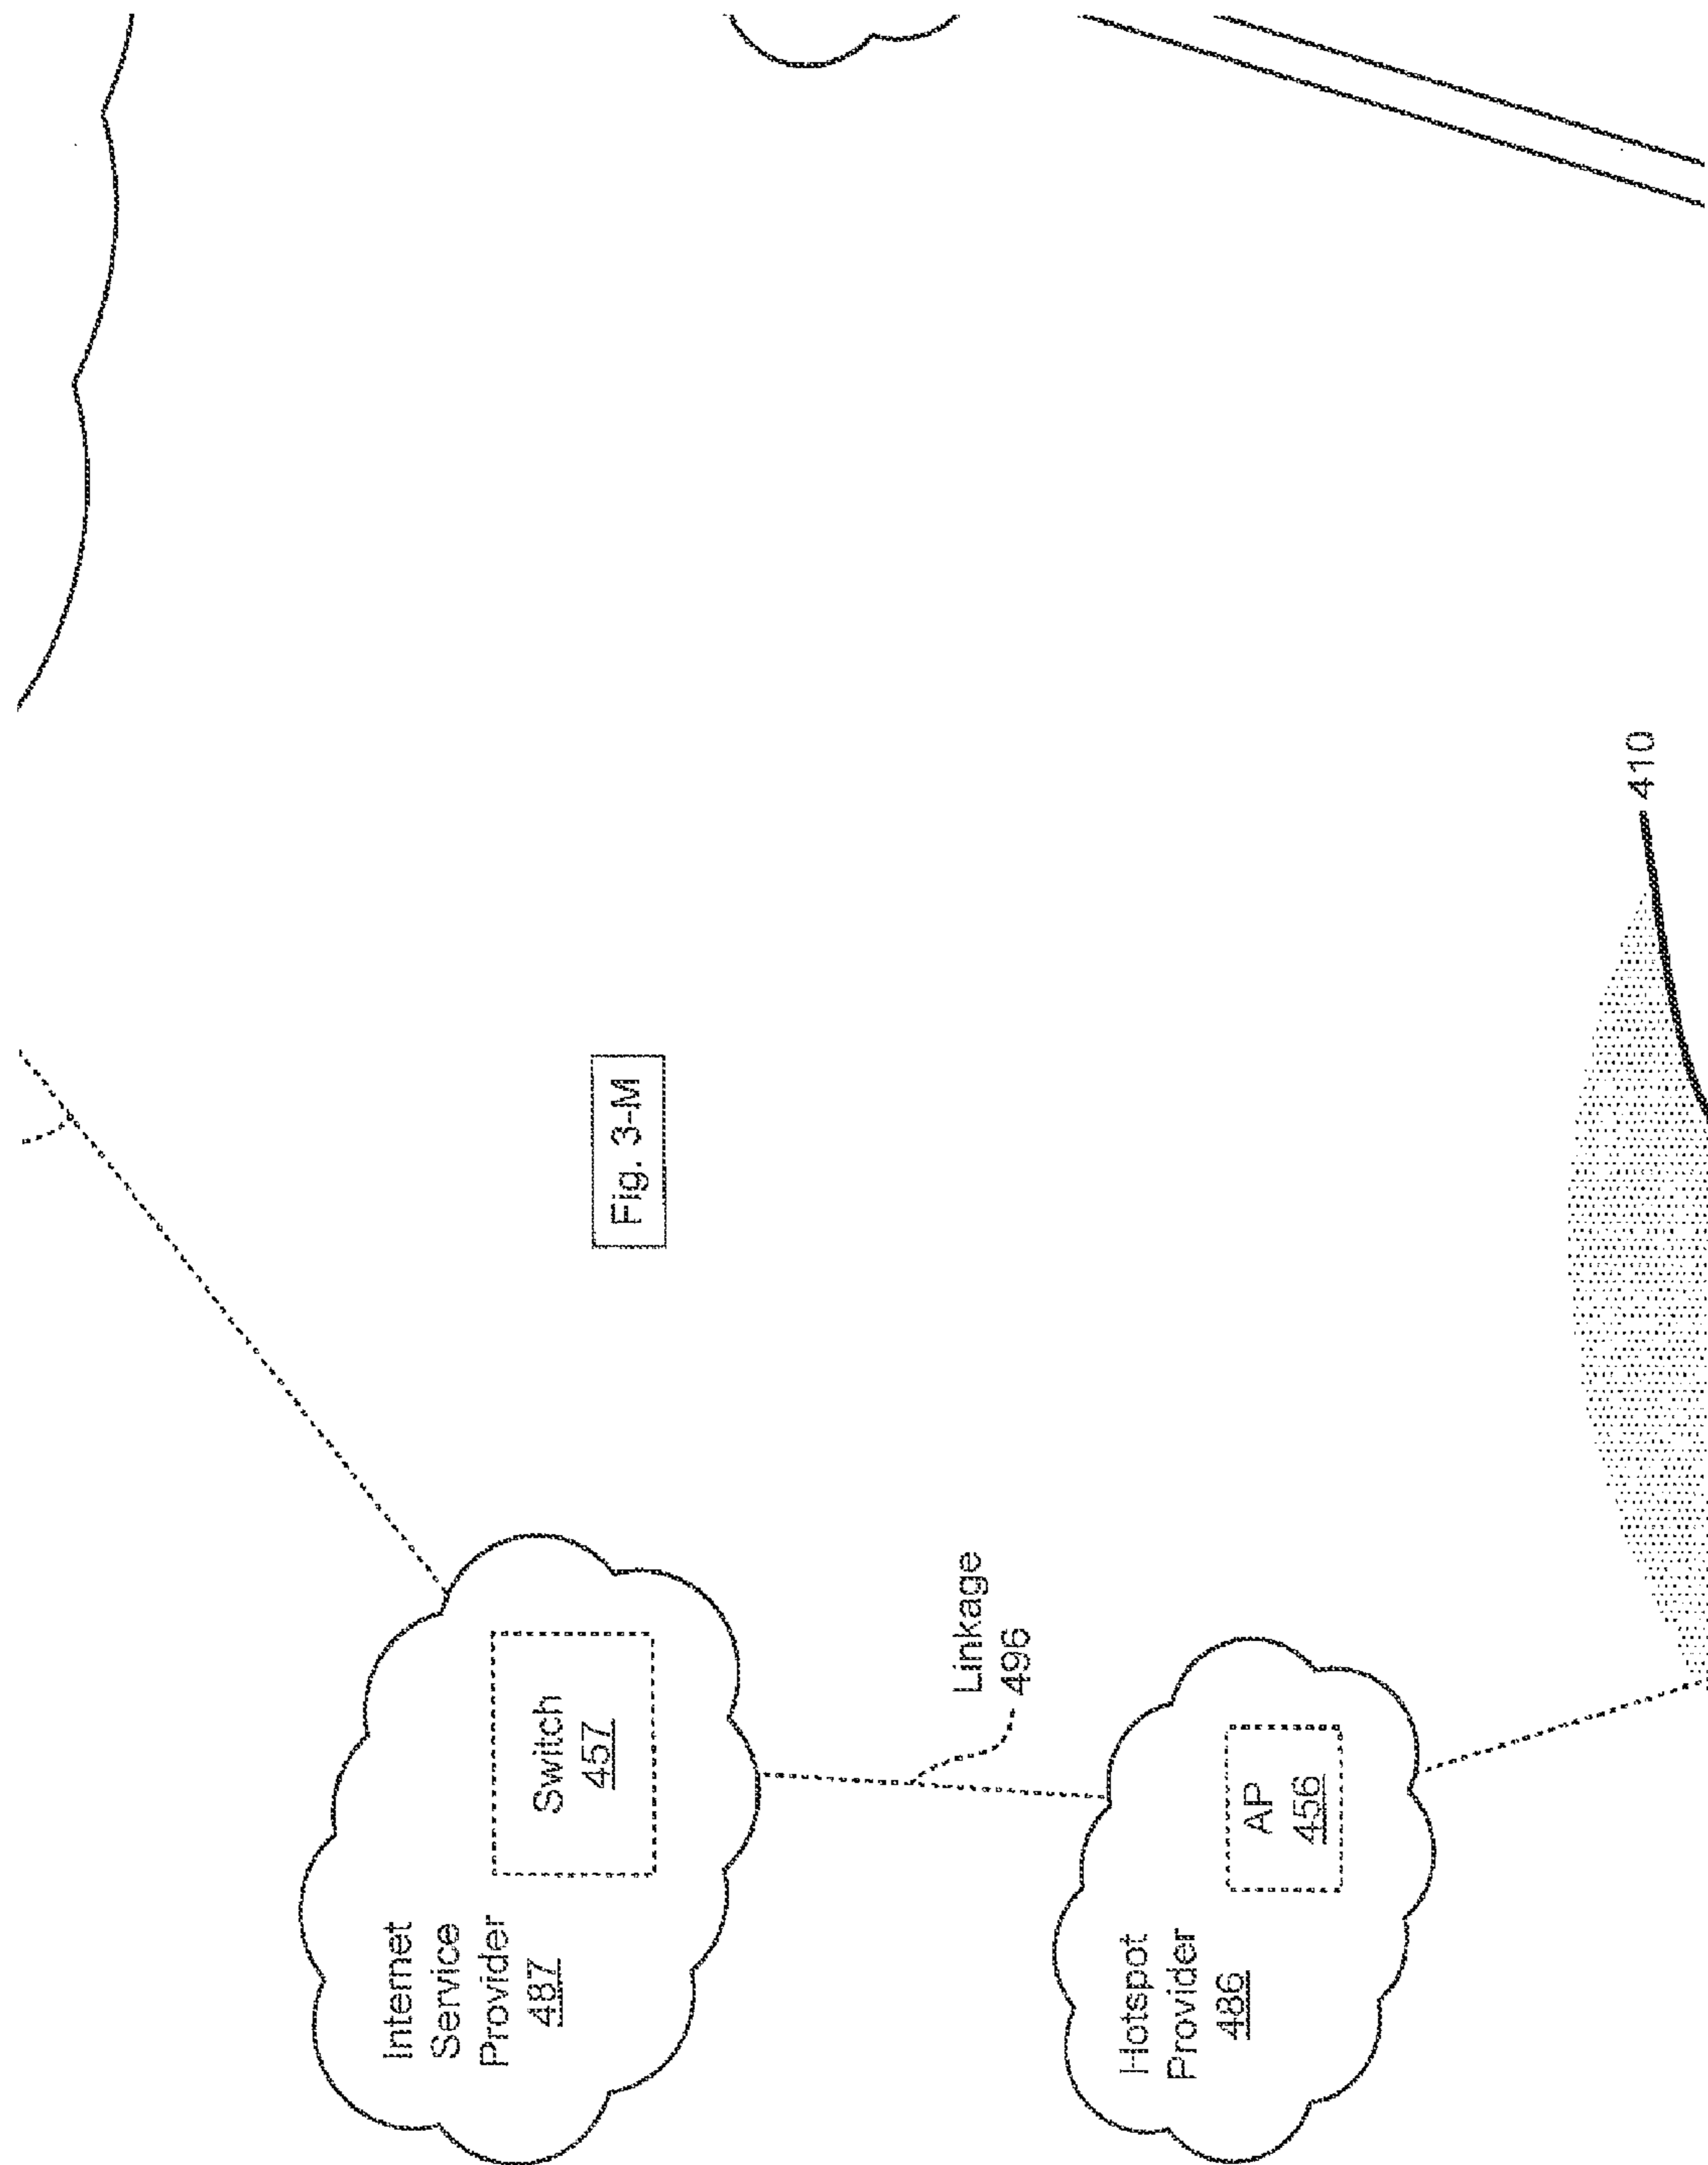 Internet
Service
Provider
487
Switch
457
Fig. 3-M
Linkage
496
Hotspot
Provider
486
AP
456
410